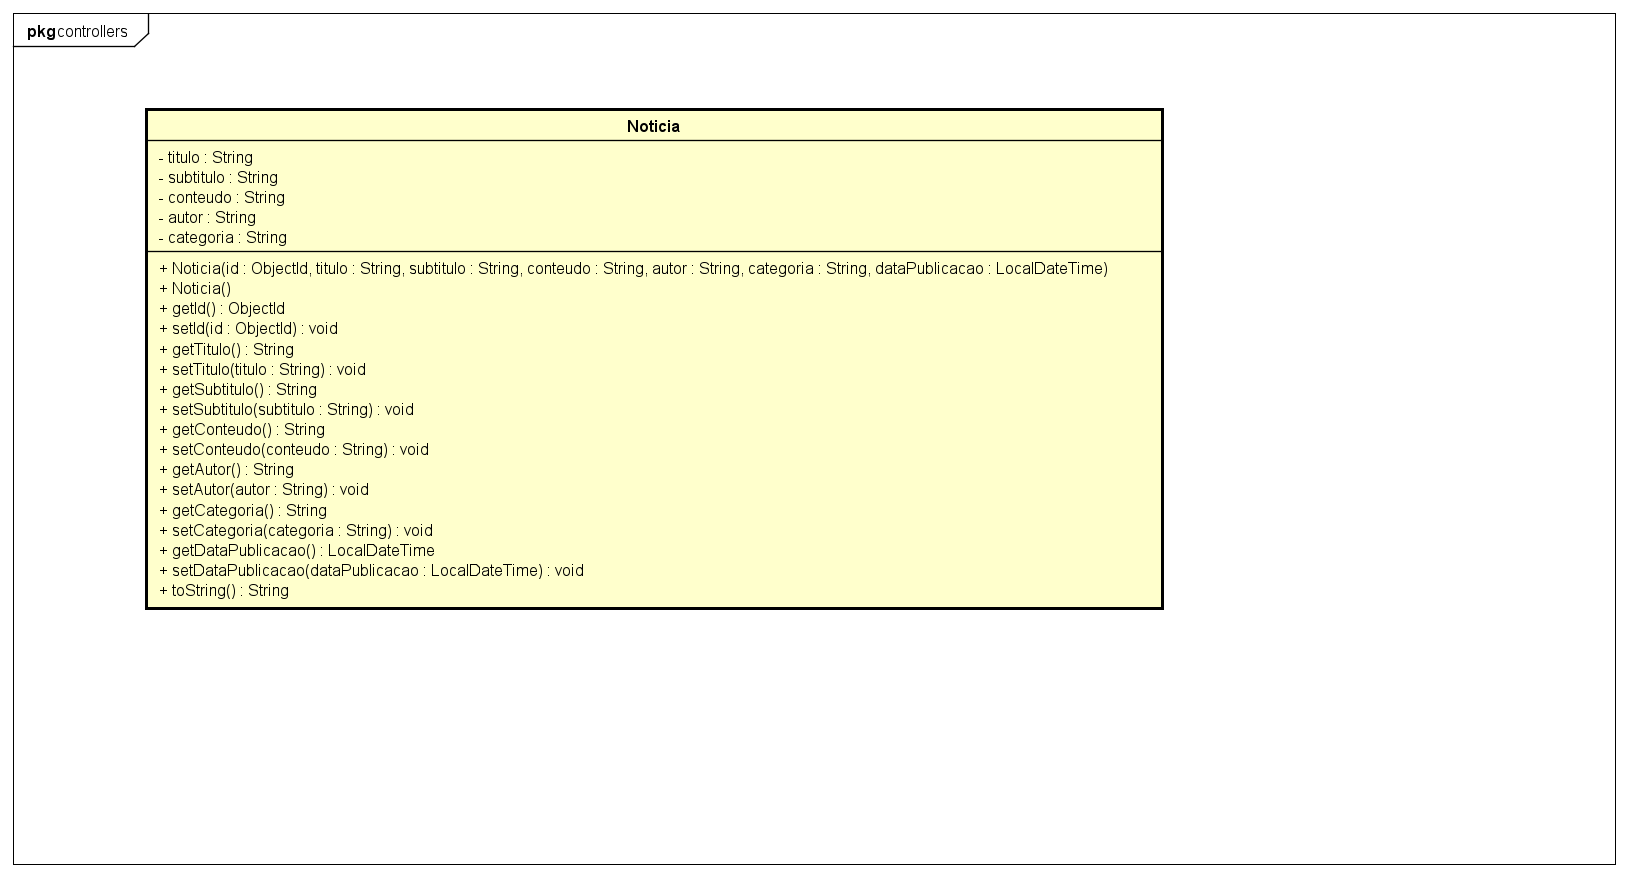 pkg controllers
Noticia
- titulo : String
- subtitulo : String
- conteudo : String
- autor : String
- categoria : String
+ Noticia(id : ObjectId, titulo : String, subtitulo : String, conteudo : String, autor : String, categoria : String, dataPublicacao : LocalDateTime)
+ Noticia()
+ getId() : ObjectId
+ setId(id : ObjectId) : void
+ getTitulo() : String
+ setTitulo(titulo : String) : void
+ getSubtitulo() : String
+ setSubtitulo(subtitulo : String) : void
+ getConteudo() : String
+ setConteudo(conteudo : String) : void
+ getAutor() : String
+ setAutor(autor : String) : void
+ getCategoria() : String
+ setCategoria(categoria : String) : void
+ getDataPublicacao() : LocalDateTime
+ setDataPublicacao(dataPublicacao : LocalDateTime) : void
+ toString() : String